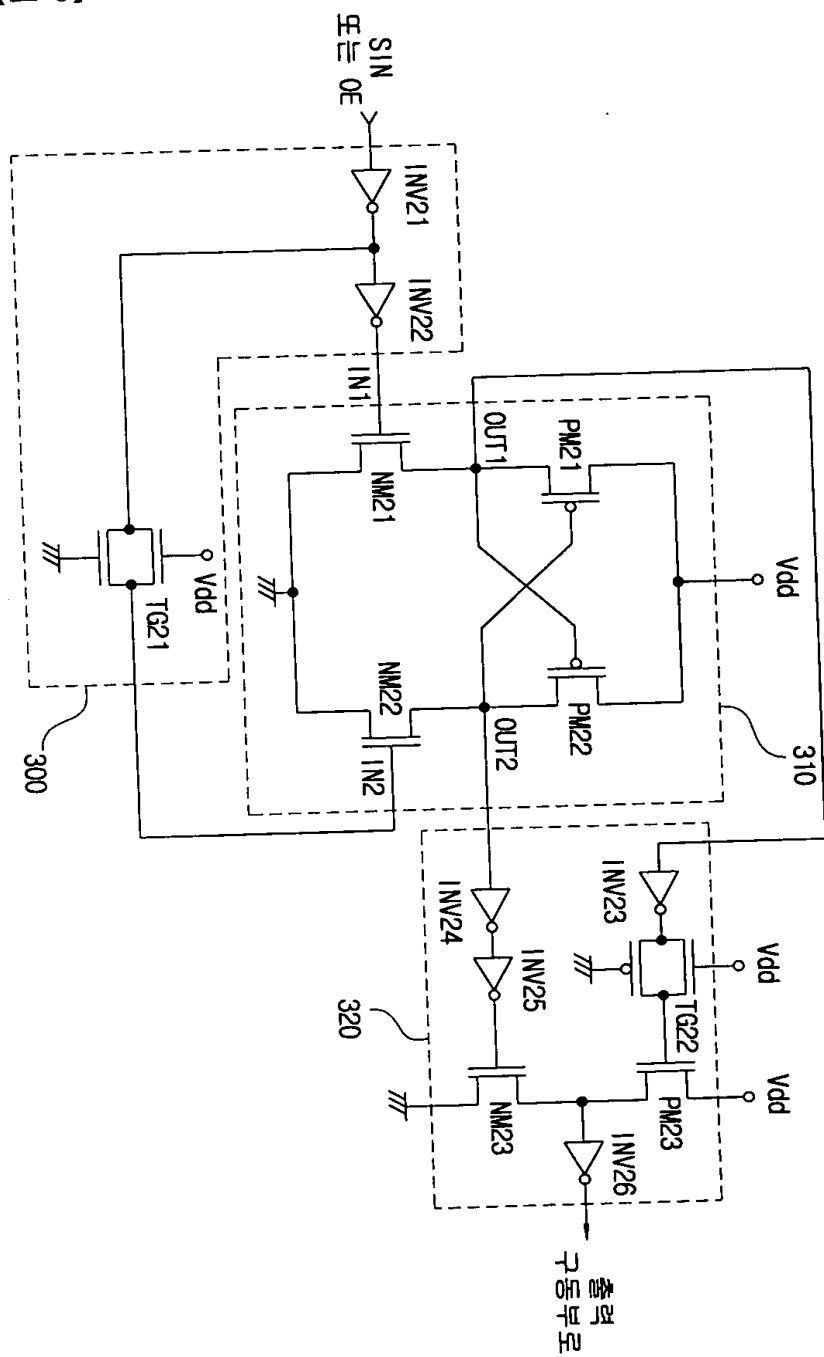 SIN
또는 OE
INV21
INV22
IN1
NM21
OUT1
PM21
Vdd
PM22
OUT2
NM22
IN2
TG21
Vdd
300
310
INV23
Vdd
TG22
PM23
Vdd
INV24
INV25
NM23
INV26
320
출력
구동부로